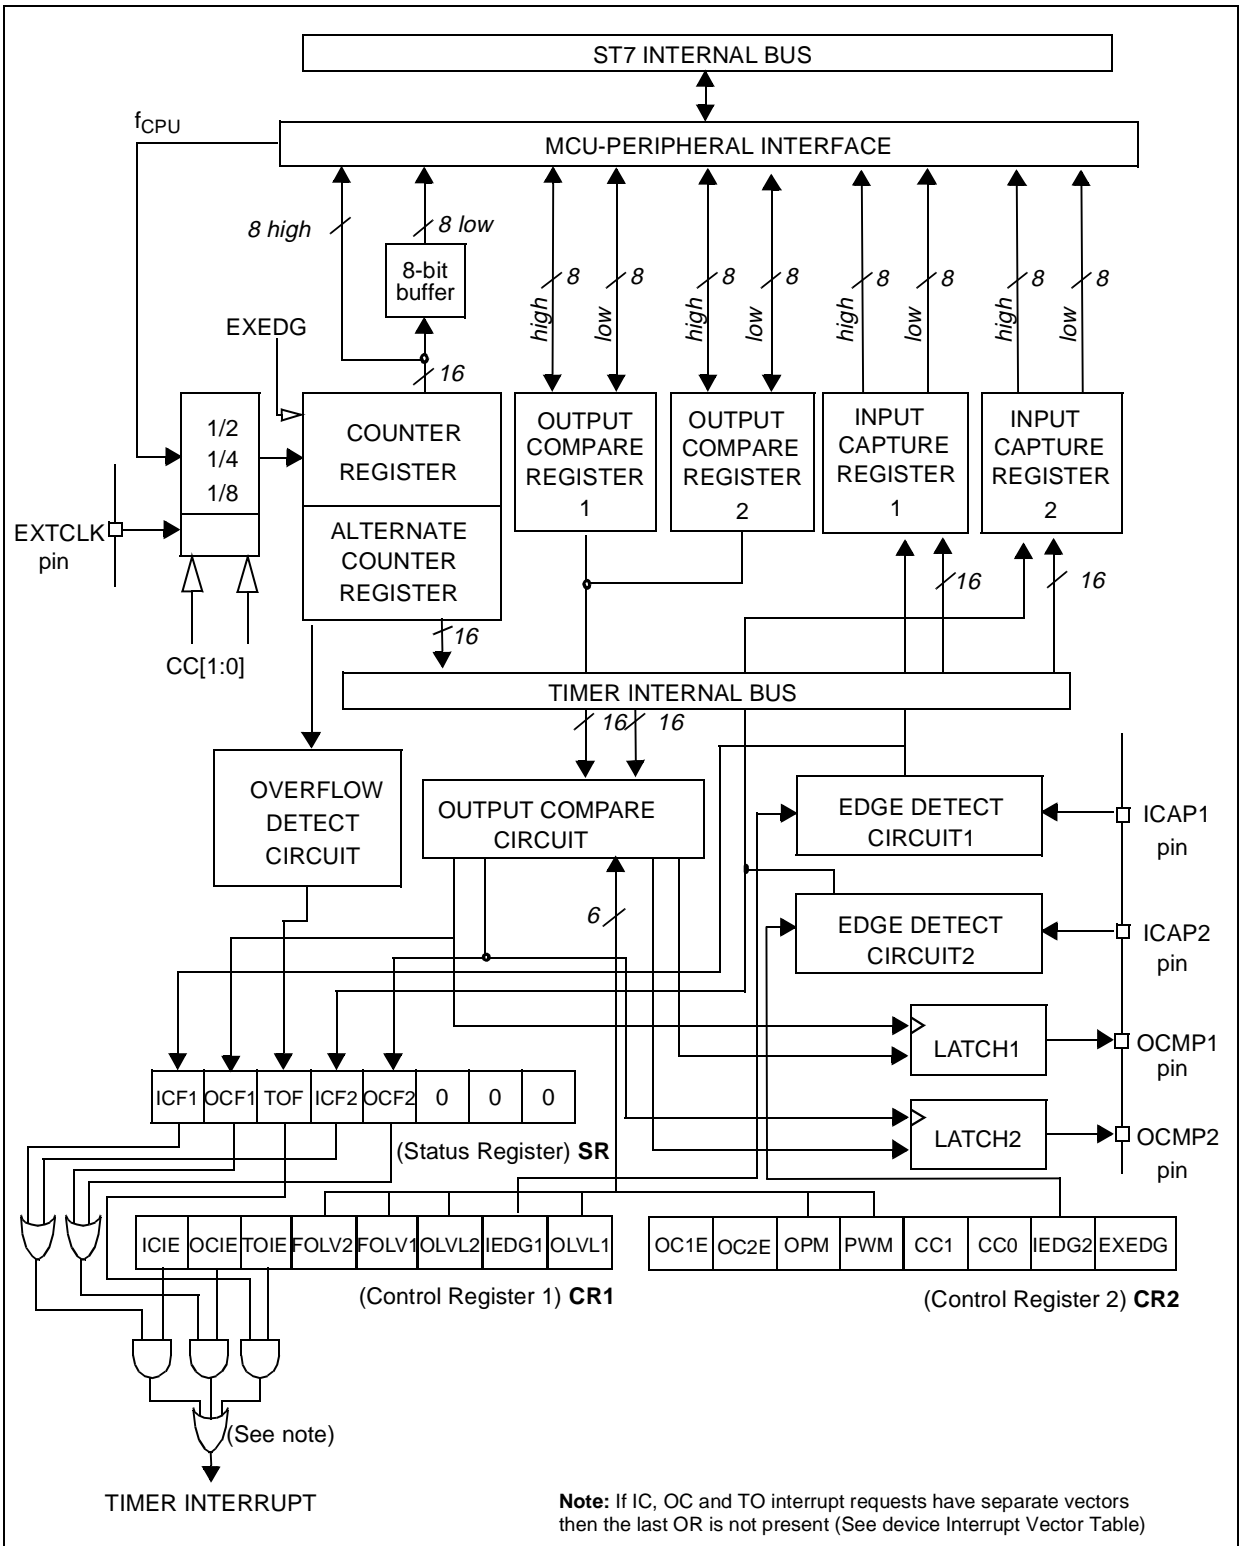 ST7 INTERNAL BUS
fCPU
MCU-PERIPHERAL INTERFACE
8 high
8 low
8-bit
buffer
8
8
8
8
8
8
8
8
high
low
high
low
high
low
high
low
EXEDG
16
1/2
1/4
1/8
COUNTER
REGISTER
OUTPUT
COMPARE
REGISTER
1
OUTPUT
COMPARE
REGISTER
2
INPUT
CAPTURE
REGISTER
1
INPUT
CAPTURE
REGISTER
2
EXTCLK
pin
ALTERNATE
COUNTER
REGISTER
16
16
16
CC[1:0]
TIMER INTERNAL BUS
16
16
OVERFLOW
DETECT
CIRCUIT
OUTPUT COMPARE
CIRCUIT
EDGE DETECT
CIRCUIT1
ICAP1
pin
6
EDGE DETECT
CIRCUIT2
ICAP2
pin
LATCH1
OCMP1
pin
ICF1 OCF1 TOF ICF2 OCF2 0 0 0
(Status Register) SR
LATCH2
OCMP2
pin
ICIE OCIE TOIE FOLV2 FOLV1 OLVL2 IEDG1 OLVL1
(Control Register 1) CR1
OC1E OC2E OPM PWM CC1 CC0 IEDG2 EXEDG
(Control Register 2) CR2
(See note)
TIMER INTERRUPT
Note: If IC, OC and TO interrupt requests have separate vectors
then the last OR is not present (See device Interrupt Vector Table)